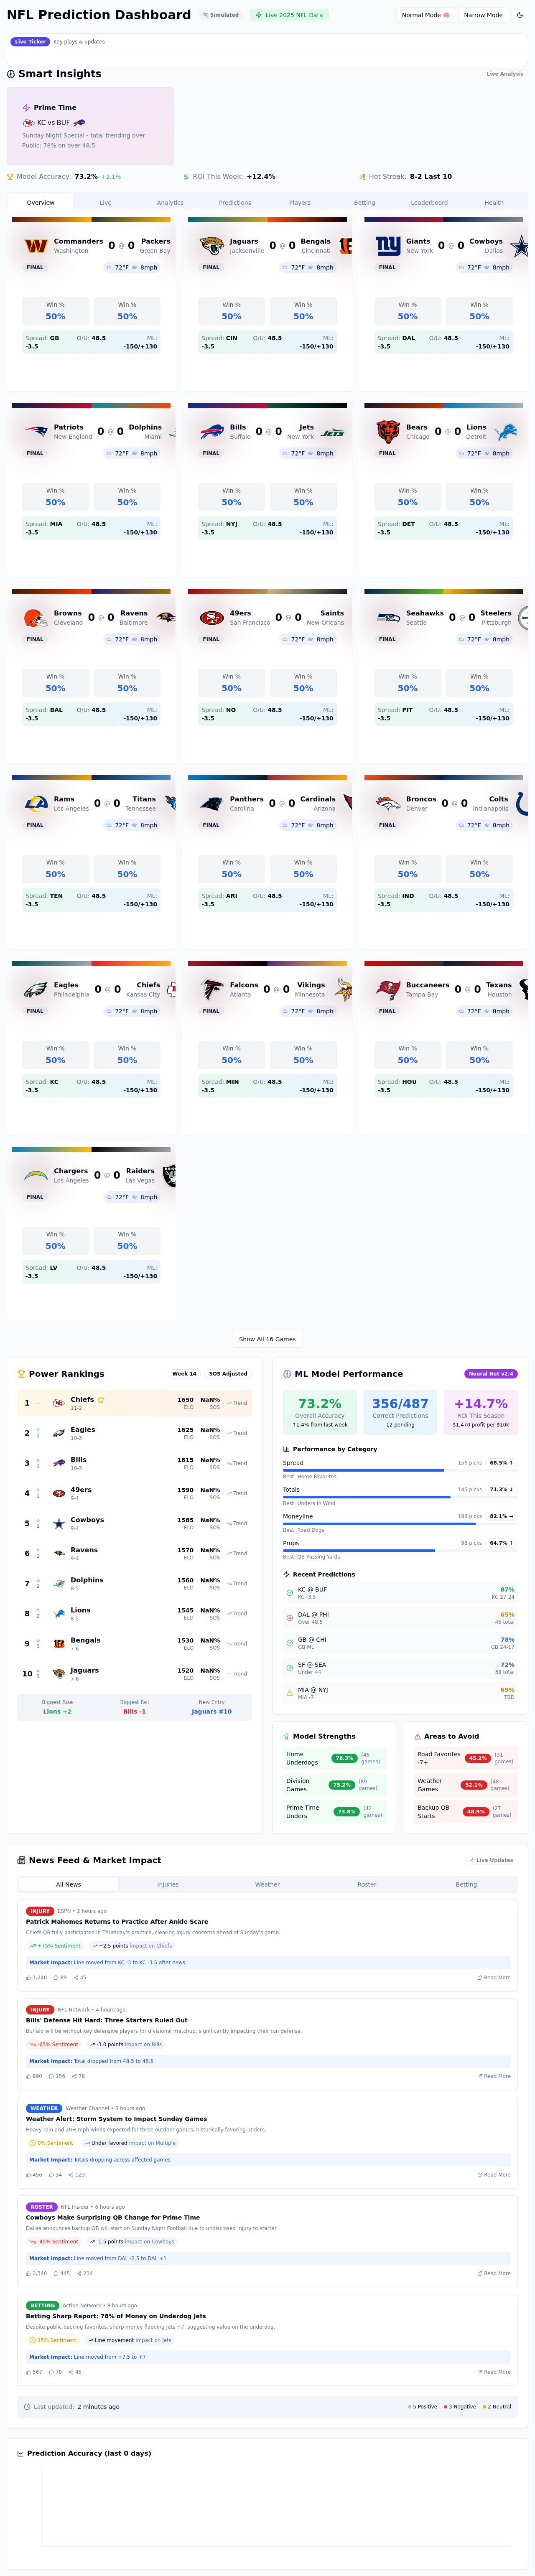 NFL Prediction Dashboard
Simulated
Live 2025 NFL Data
Normal Mode 🧠
Narrow Mode
Live Ticker
Key plays & updates
Smart Insights
Live Analysis
Prime Time
KC vs BUF
Sunday Night Special - total trending over
Public: 78% on over 48.5
Model Accuracy: 73.2% +2.1%
ROI This Week: +12.4%
Hot Streak: 8-2 Last 10
Overview
Live
Analytics
Predictions
Players
Betting
Leaderboard
Health
Commanders 0 @ 0 Packers
Washington Green Bay
FINAL 72°F 8mph
Win % Win %
50% 50%
Spread: GB O/U: 48.5 ML:
-3.5 -150/+130
Jaguars 0 @ 0 Bengals
Jacksonville Cincinnati
FINAL 72°F 8mph
Win % Win %
50% 50%
Spread: CIN O/U: 48.5 ML:
-3.5 -150/+130
Giants 0 @ 0 Cowboys
New York Dallas
FINAL 72°F 8mph
Win % Win %
50% 50%
Spread: DAL O/U: 48.5 ML:
-3.5 -150/+130
Patriots 0 @ 0 Dolphins
New England Miami
FINAL 72°F 8mph
Win % Win %
50% 50%
Spread: MIA O/U: 48.5 ML:
-3.5 -150/+130
Bills 0 @ 0 Jets
Buffalo New York
FINAL 72°F 8mph
Win % Win %
50% 50%
Spread: NYJ O/U: 48.5 ML:
-3.5 -150/+130
Bears 0 @ 0 Lions
Chicago Detroit
FINAL 72°F 8mph
Win % Win %
50% 50%
Spread: DET O/U: 48.5 ML:
-3.5 -150/+130
Browns 0 @ 0 Ravens
Cleveland Baltimore
FINAL 72°F 8mph
Win % Win %
50% 50%
Spread: BAL O/U: 48.5 ML:
-3.5 -150/+130
49ers 0 @ 0 Saints
San Francisco New Orleans
FINAL 72°F 8mph
Win % Win %
50% 50%
Spread: NO O/U: 48.5 ML:
-3.5 -150/+130
Seahawks 0 @ 0 Steelers
Seattle Pittsburgh
FINAL 72°F 8mph
Win % Win %
50% 50%
Spread: PIT O/U: 48.5 ML:
-3.5 -150/+130
Rams 0 @ 0 Titans
Los Angeles Tennessee
FINAL 72°F 8mph
Win % Win %
50% 50%
Spread: TEN O/U: 48.5 ML:
-3.5 -150/+130
Panthers 0 @ 0 Cardinals
Carolina Arizona
FINAL 72°F 8mph
Win % Win %
50% 50%
Spread: ARI O/U: 48.5 ML:
-3.5 -150/+130
Broncos 0 @ 0 Colts
Denver Indianapolis
FINAL 72°F 8mph
Win % Win %
50% 50%
Spread: IND O/U: 48.5 ML:
-3.5 -150/+130
Eagles 0 @ 0 Chiefs
Philadelphia Kansas City
FINAL 72°F 8mph
Win % Win %
50% 50%
Spread: KC O/U: 48.5 ML:
-3.5 -150/+130
Falcons 0 @ 0 Vikings
Atlanta Minnesota
FINAL 72°F 8mph
Win % Win %
50% 50%
Spread: MIN O/U: 48.5 ML:
-3.5 -150/+130
Buccaneers 0 @ 0 Texans
Tampa Bay Houston
FINAL 72°F 8mph
Win % Win %
50% 50%
Spread: HOU O/U: 48.5 ML:
-3.5 -150/+130
Chargers 0 @ 0 Raiders
Los Angeles Las Vegas
FINAL 72°F 8mph
Win % Win %
50% 50%
Spread: LV O/U: 48.5 ML:
-3.5 -150/+130
Show All 16 Games
Power Rankings
Week 14
SOS Adjusted
1 Chiefs 1650 NaN% Trend
11-2 ELO SOS
2 1 Eagles 1625 NaN% Trend
10-3 ELO SOS
3 1 Bills 1615 NaN% Trend
10-3 ELO SOS
4 1 49ers 1590 NaN% Trend
9-4 ELO SOS
5 1 Cowboys 1585 NaN% Trend
9-4 ELO SOS
6 1 Ravens 1570 NaN% Trend
9-4 ELO SOS
7 1 Dolphins 1560 NaN% Trend
8-5 ELO SOS
8 2 Lions 1545 NaN% Trend
8-5 ELO SOS
9 1 Bengals 1530 NaN% Trend
7-6 ELO SOS
10 1 Jaguars 1520 NaN% Trend
7-6 ELO SOS
Biggest Rise Biggest Fall New Entry
Lions +2 Bills -1 Jaguars #10
ML Model Performance
Neural Net v2.4
73.2% 356/487 +14.7%
Overall Accuracy Correct Predictions ROI This Season
↑1.4% from last week 12 pending $1,470 profit per $10k
Performance by Category
Spread 156 picks 68.5% ↑
Best: Home Favorites
Totals 145 picks 71.3% ↓
Best: Unders in Wind
Moneyline 186 picks 82.1% →
Best: Road Dogs
Props 98 picks 64.7% ↑
Best: QB Passing Yards
Recent Predictions
KC @ BUF 87%
KC -3.5 KC 27-24
DAL @ PHI 65%
Over 48.5 45 total
GB @ CHI 78%
GB ML GB 24-17
SF @ SEA 72%
Under 44 38 total
MIA @ NYJ 69%
MIA -7 TBD
Model Strengths
Home Underdogs 78.3% (46 games)
Division Games 75.2% (89 games)
Prime Time Unders 73.8% (42 games)
Areas to Avoid
Road Favorites -7+ 45.2% (31 games)
Weather Games 52.1% (48 games)
Backup QB Starts 48.9% (27 games)
News Feed & Market Impact
Live Updates
All News
Injuries
Weather
Roster
Betting
INJURY ESPN • 2 hours ago
Patrick Mahomes Returns to Practice After Ankle Scare
Chiefs QB fully participated in Thursday's practice, clearing injury concerns ahead of Sunday's game.
+75% Sentiment +2.5 points impact on Chiefs
Market Impact: Line moved from KC -3 to KC -3.5 after news
1,240 89 45 Read More
INJURY NFL Network • 4 hours ago
Bills' Defense Hit Hard: Three Starters Ruled Out
Buffalo will be without key defensive players for divisional matchup, significantly impacting their run defense.
-65% Sentiment -3.0 points impact on Bills
Market Impact: Total dropped from 48.5 to 46.5
890 156 78 Read More
WEATHER Weather Channel • 5 hours ago
Weather Alert: Storm System to Impact Sunday Games
Heavy rain and 20+ mph winds expected for three outdoor games, historically favoring unders.
0% Sentiment Under favored impact on Multiple
Market Impact: Totals dropping across affected games
456 34 123 Read More
ROSTER NFL Insider • 6 hours ago
Cowboys Make Surprising QB Change for Prime Time
Dallas announces backup QB will start on Sunday Night Football due to undisclosed injury to starter.
-45% Sentiment -1.5 points impact on Cowboys
Market Impact: Line moved from DAL -2.5 to DAL +1
2,340 445 234 Read More
BETTING Action Network • 8 hours ago
Betting Sharp Report: 78% of Money on Underdog Jets
Despite public backing favorites, sharp money flooding Jets +7, suggesting value on the underdog.
15% Sentiment Line movement impact on Jets
Market Impact: Line moved from +7.5 to +7
567 78 45 Read More
Last updated: 2 minutes ago
5 Positive 3 Negative 2 Neutral
Prediction Accuracy (last 0 days)